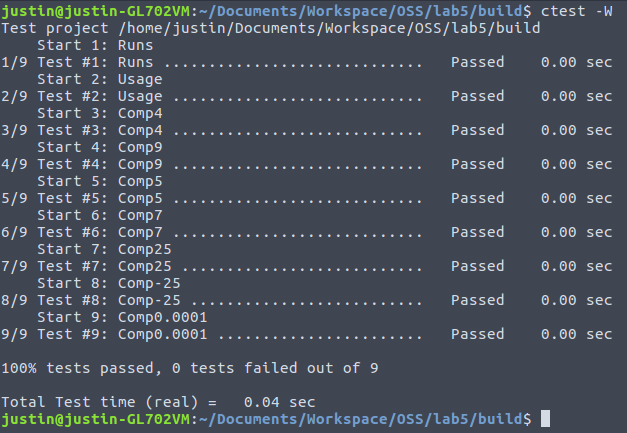 justin@justin-GL702VM:~/Documents/Workspace/OSS/lab5/build$ ctest -W
Test project /home/justin/Documents/Workspace/OSS/lab5/build
    Start 1: Runs
1/9 Test #1: Runs .............................   Passed    0.00 sec
    Start 2: Usage
2/9 Test #2: Usage ............................   Passed    0.00 sec
    Start 3: Comp4
3/9 Test #3: Comp4 ............................   Passed    0.00 sec
    Start 4: Comp9
4/9 Test #4: Comp9 ............................   Passed    0.00 sec
    Start 5: Comp5
5/9 Test #5: Comp5 ............................   Passed    0.00 sec
    Start 6: Comp7
6/9 Test #6: Comp7 ............................   Passed    0.00 sec
    Start 7: Comp25
7/9 Test #7: Comp25 ...........................   Passed    0.00 sec
    Start 8: Comp-25
8/9 Test #8: Comp-25 ..........................   Passed    0.00 sec
    Start 9: Comp0.0001
9/9 Test #9: Comp0.0001 .......................   Passed    0.00 sec

100% tests passed, 0 tests failed out of 9

Total Test time (real) =   0.04 sec
justin@justin-GL702VM:~/Documents/Workspace/OSS/lab5/build$